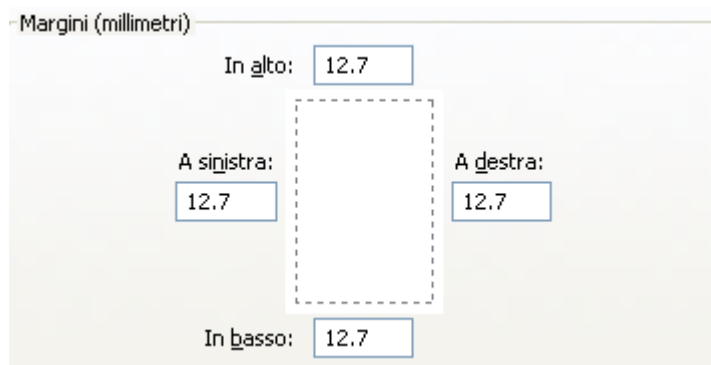 Margini (millimetri)
In alto: 12.7
A sinistra: A destra:
12.7 12.7
In basso: 12.7